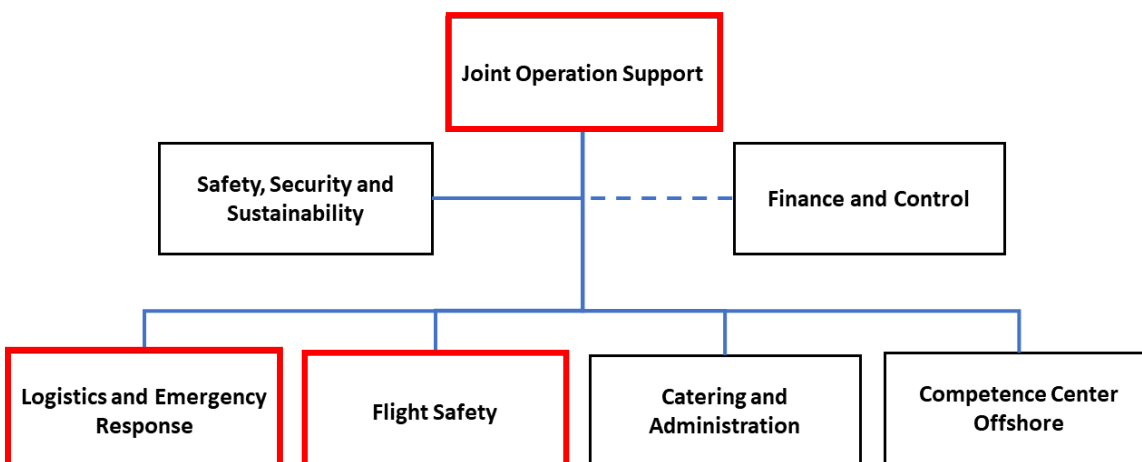 Joint Operation Support
Safety, Security and
Sustainability
Finance and Control
Logistics and Emergency
Response
Flight Safety
Catering and
Administration
Competence Center
Offshore